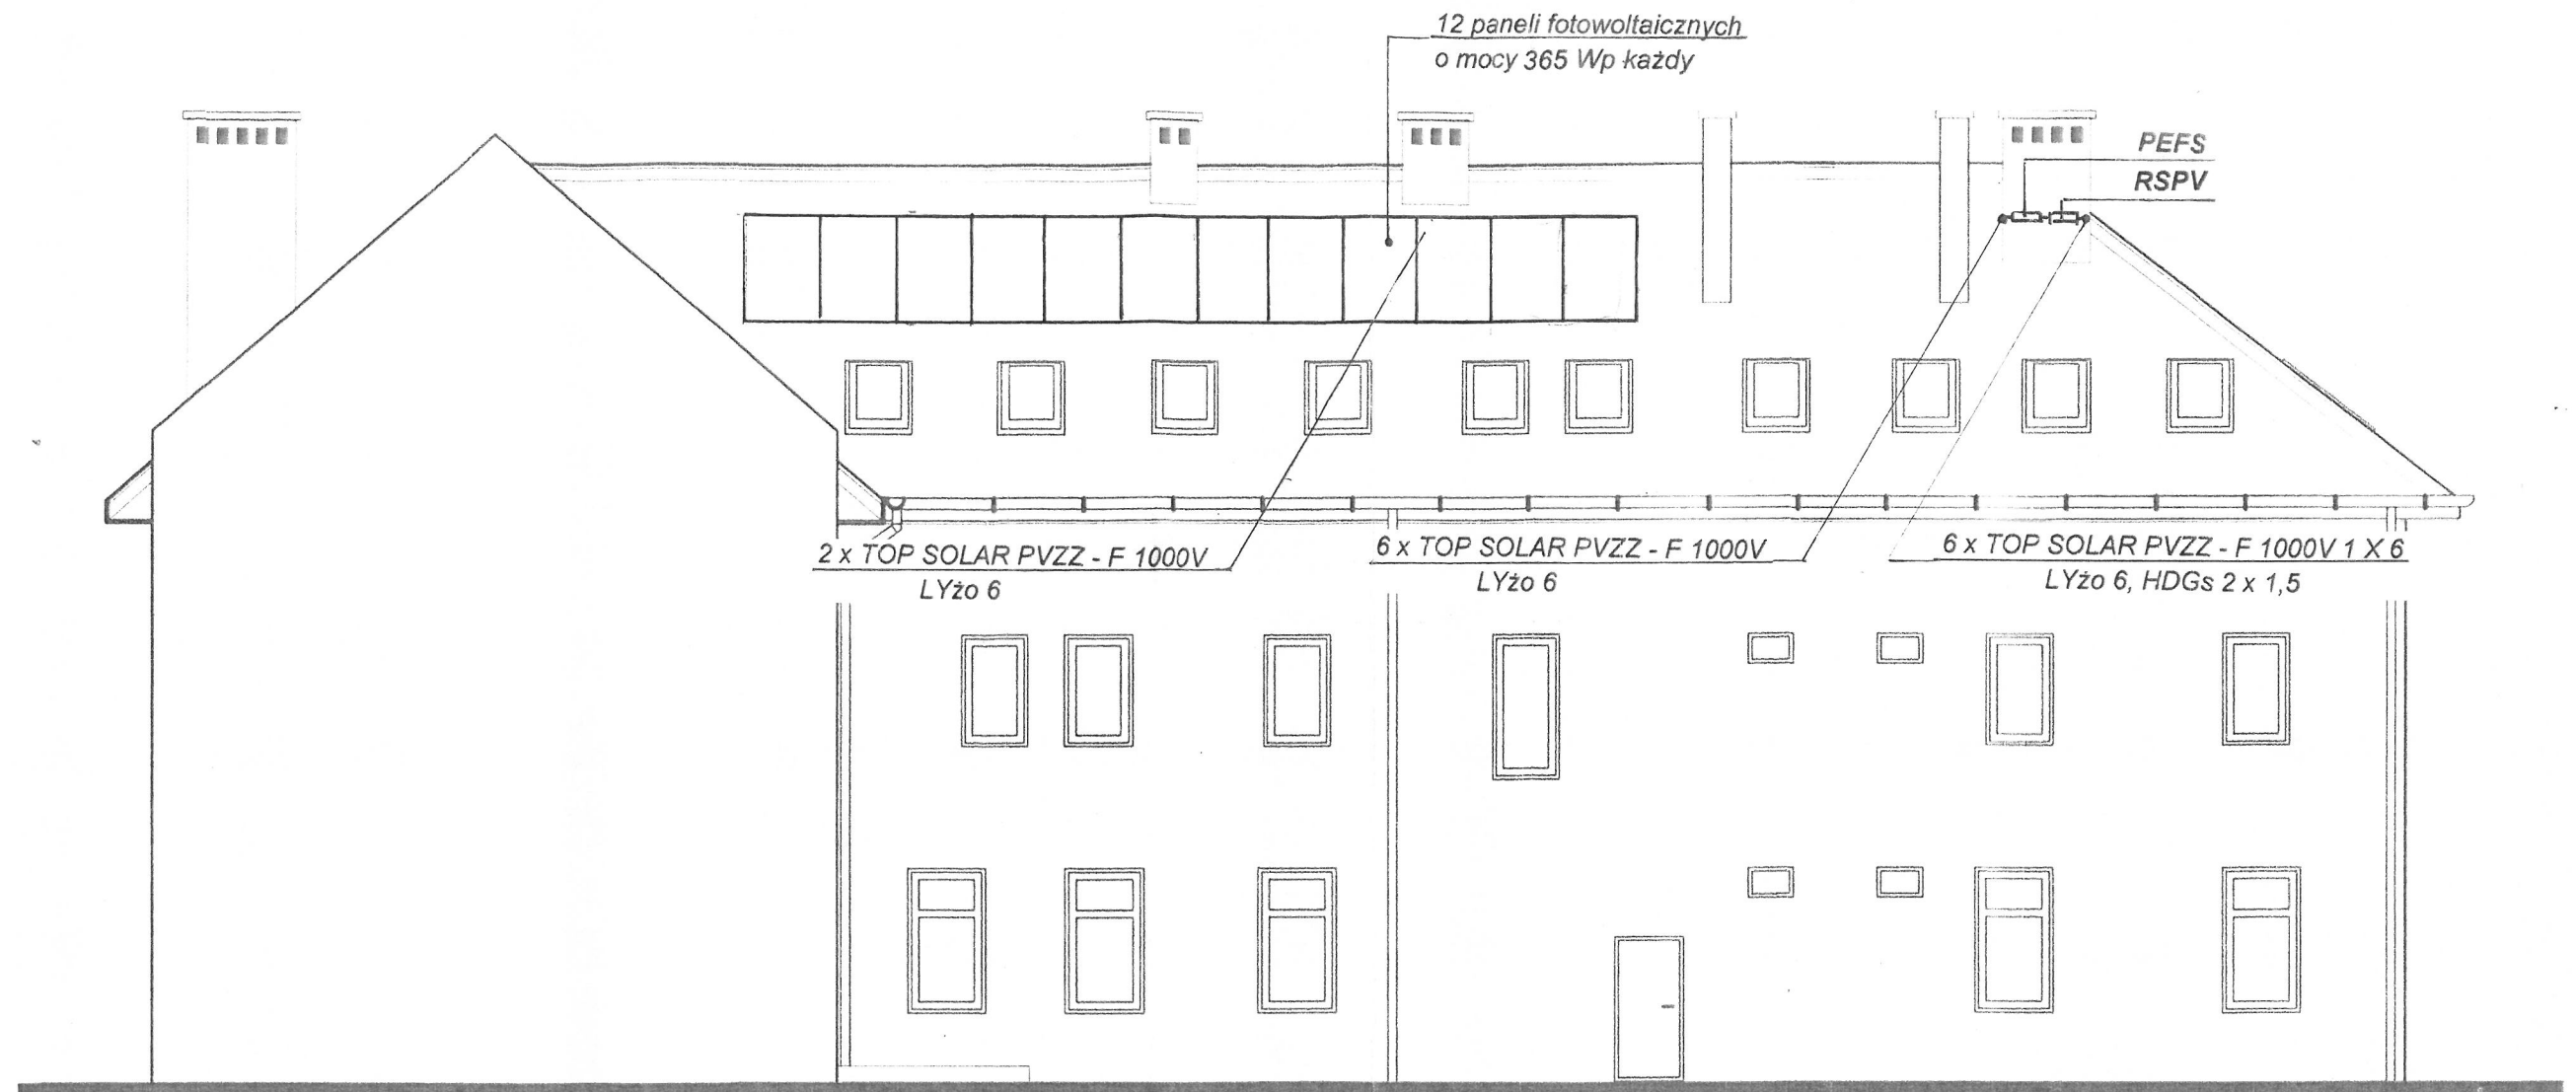 12 paneli fotowoltaicznych
o mocy 365 Wp każdy
PEFS
RSPV
2 x TOP SOLAR PVZZ - F 1000V
LYżo 6
6 x TOP SOLAR PVZZ - F 1000V
LYżo 6
6 x TOP SOLAR PVZZ - F 1000V 1 X 6
LYżo 6, HDGs 2 x 1,5